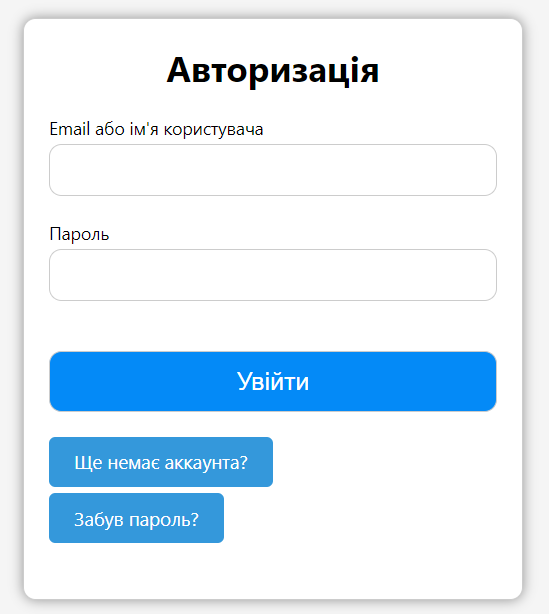 Авторизація
Email або ім'я користувача
Пароль
Увійти
Ще немає аккаунта?
Забув пароль?